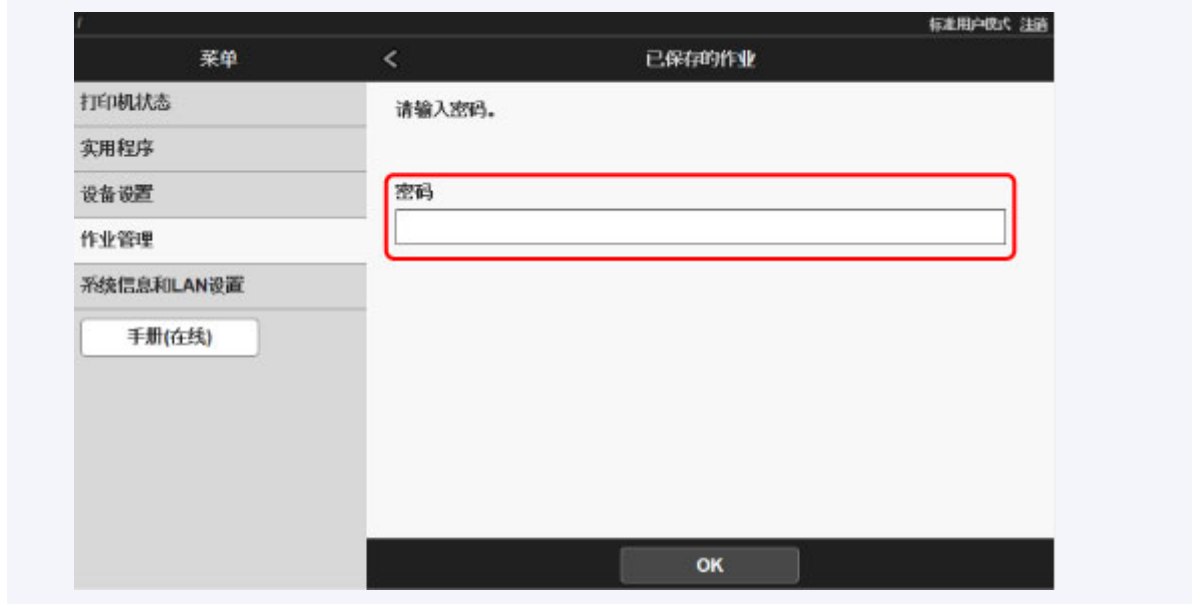 标准用户模式 注销
菜单
已保存的作业
打印机状态
请输入密码。
实用程序
设备设置
密码
作业管理
系统信息和LAN设置
手册(在线)
OK